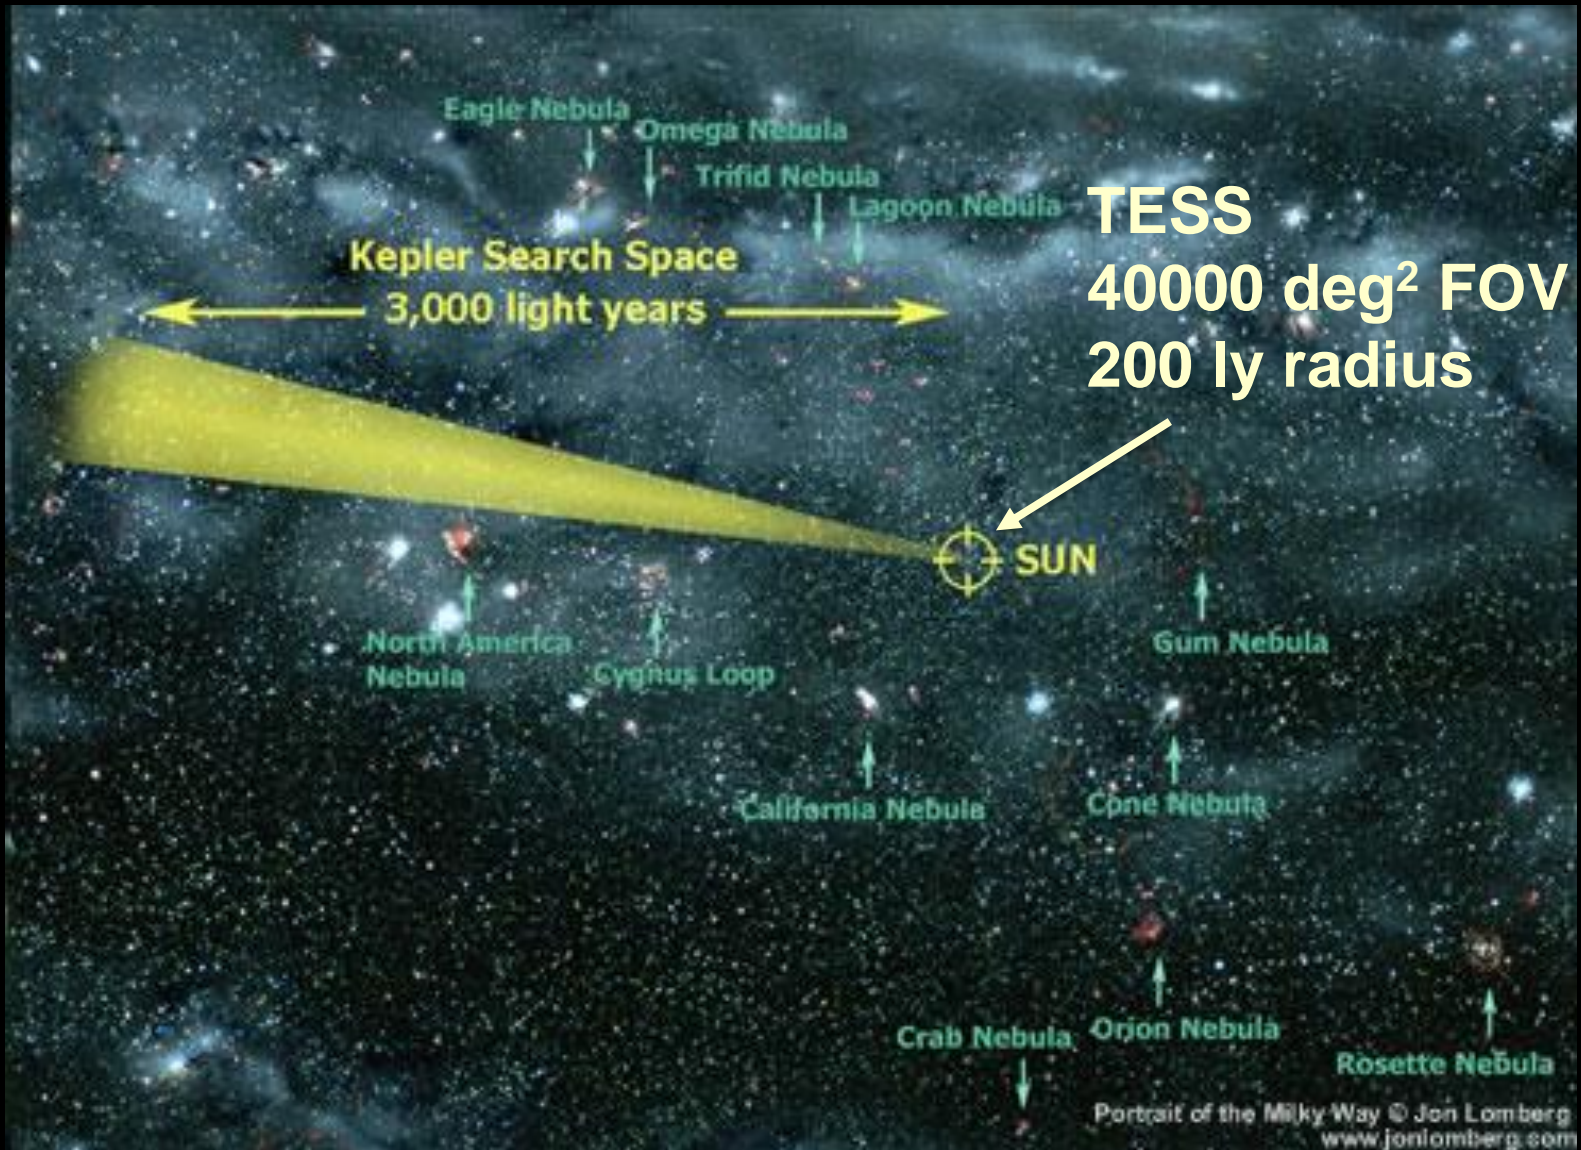 Eagle Nebula
Omega Nebula
Trifid Nebula
Lagoon Nebula
TESS
40000 deg² FOV
200 ly radius
Kepler Search Space
3,000 light years
SUN
North America
Nebula
Cygnus Loop
Gum Nebula
California Nebula
Cone Nebula
Crab Nebula
Orion Nebula
Rosette Nebula
Portrait of the Milky Way © Jon Lomberg
www.jonlomberg.com